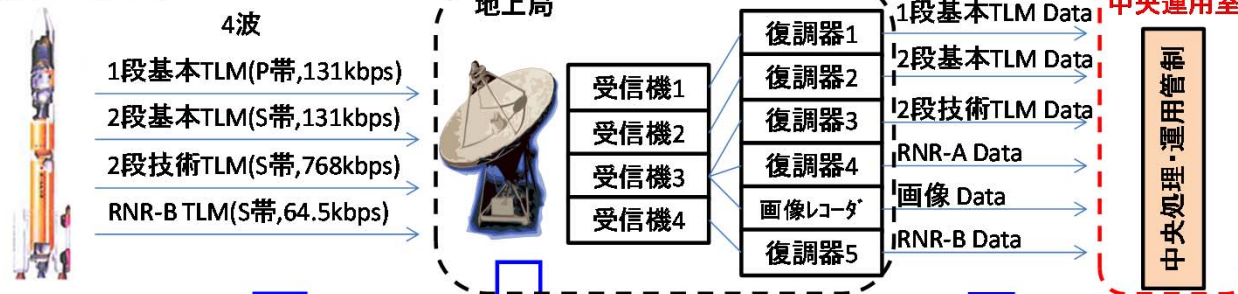 4波
1段基本TLM(P帯,131kbps)
2段基本TLM(S帯,131kbps)
2段技術TLM(S帯,768kbps)
RNR-B TLM(S帯,64.5kbps)
地上局
受信機1
受信機2
受信機3
受信機4
復調器1
復調器2
復調器3
復調器4
画像ﾚｺｰﾀﾞ
復調器5
1段基本TLM Data
2段基本TLM Data
2段技術TLM Data
RNR-A Data
画像 Data
RNR-B Data
中央運用室
中央処理・運用管制